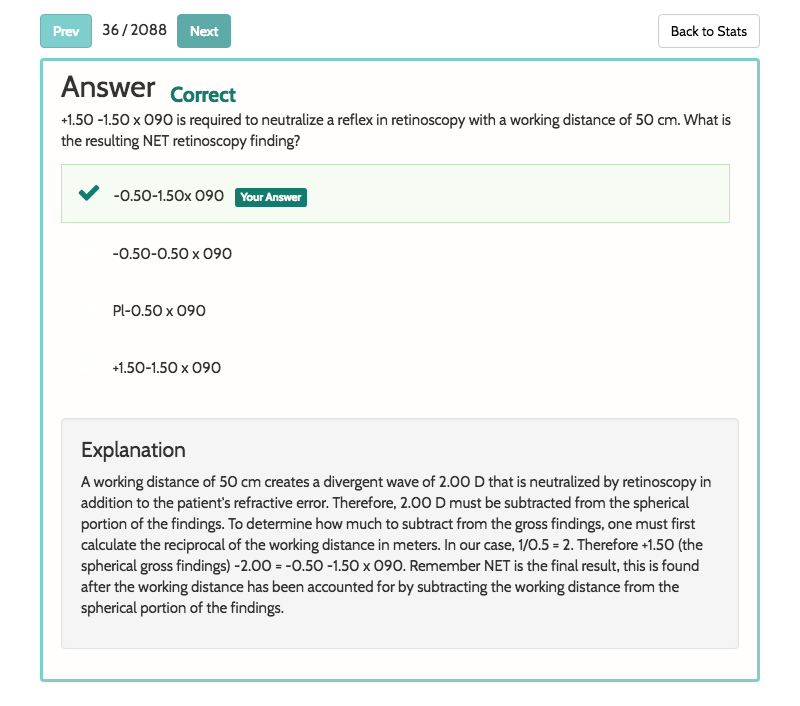 Prev 36 / 2088 Next Back to Stats
Answer Correct
+1.50 -1.50 x 090 is required to neutralize a reflex in retinoscopy with a working distance of 50 cm. What is
the resulting NET retinoscopy finding?
-0.50-1.50x 090 Your Answer
-0.50-0.50 x 090
Pl-0.50 x 090
+1.50-1.50 x 090
Explanation
A working distance of 50 cm creates a divergent wave of 2.00 D that is neutralized by retinoscopy in
addition to the patient's refractive error. Therefore, 2.00 D must be subtracted from the spherical
portion of the findings. To determine how much to subtract from the gross findings, one must first
calculate the reciprocal of the working distance in meters. In our case, 1/0.5 = 2. Therefore +1.50 (the
spherical gross findings) -2.00 = -0.50 -1.50 x 090. Remember NET is the final result, this is found
after the working distance has been accounted for by subtracting the working distance from the
spherical portion of the findings.